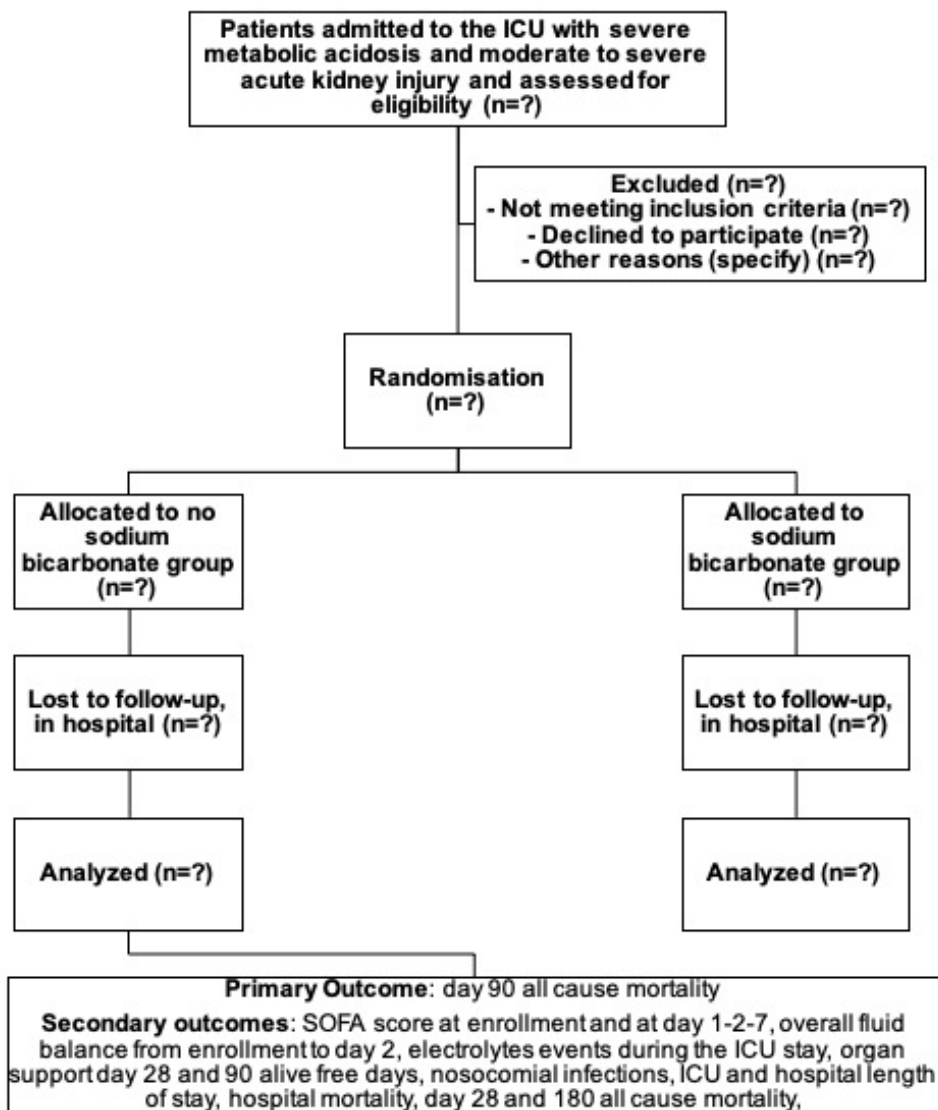 Patients admitted to the ICU with severe
metabolic acidosis and moderate to severe
acute kidney injury and assessed for
eligibility (n=?)
Excluded (n=?)
- Not meeting inclusion criteria (n=?)
- Declined to participate (n=?)
- Other reasons (specify) (n=?)
Randomisation
(n=?)
Allocated to no
sodium
bicarbonate group
(n=?)
Allocated to
sodium
bicarbonate group
(n=?)
Lost to follow-up,
in hospital (n=?)
Lost to follow-up,
in hospital (n=?)
Analyzed (n=?)
Analyzed (n=?)
Primary Outcome: day 90 all cause mortality
Secondary outcomes: SOFA score at enrollment and at day 1-2-7, overall fluid
balance from enrollment to day 2, electrolytes events during the ICU stay, organ
support day 28 and 90 alive free days, nosocomial infections, ICU and hospital length
of stay, hospital mortality, day 28 and 180 all cause mortality,